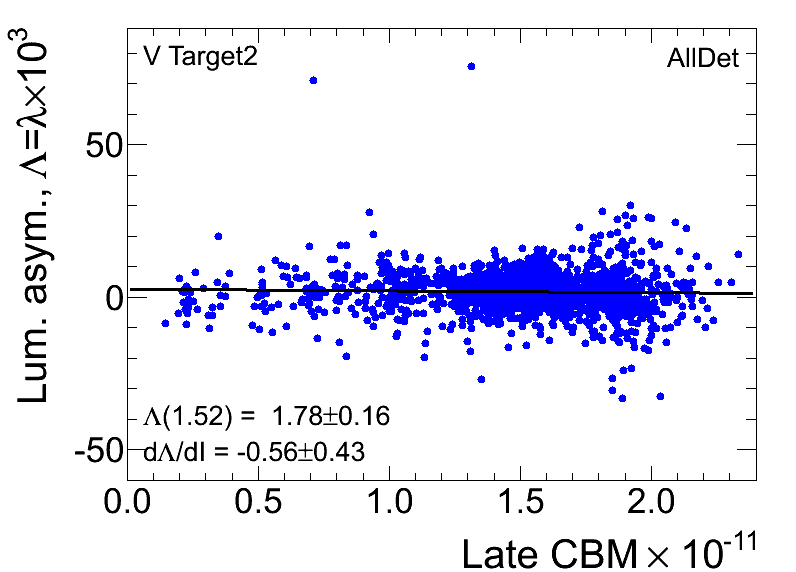 V Target2
AllDet
Lum. asym., Λ=λ×10³
50
0
-50
Λ(1.52) = 1.78±0.16
dΛ/dI = -0.56±0.43
0.0 0.5 1.0 1.5 2.0
Late CBM × 10⁻¹¹